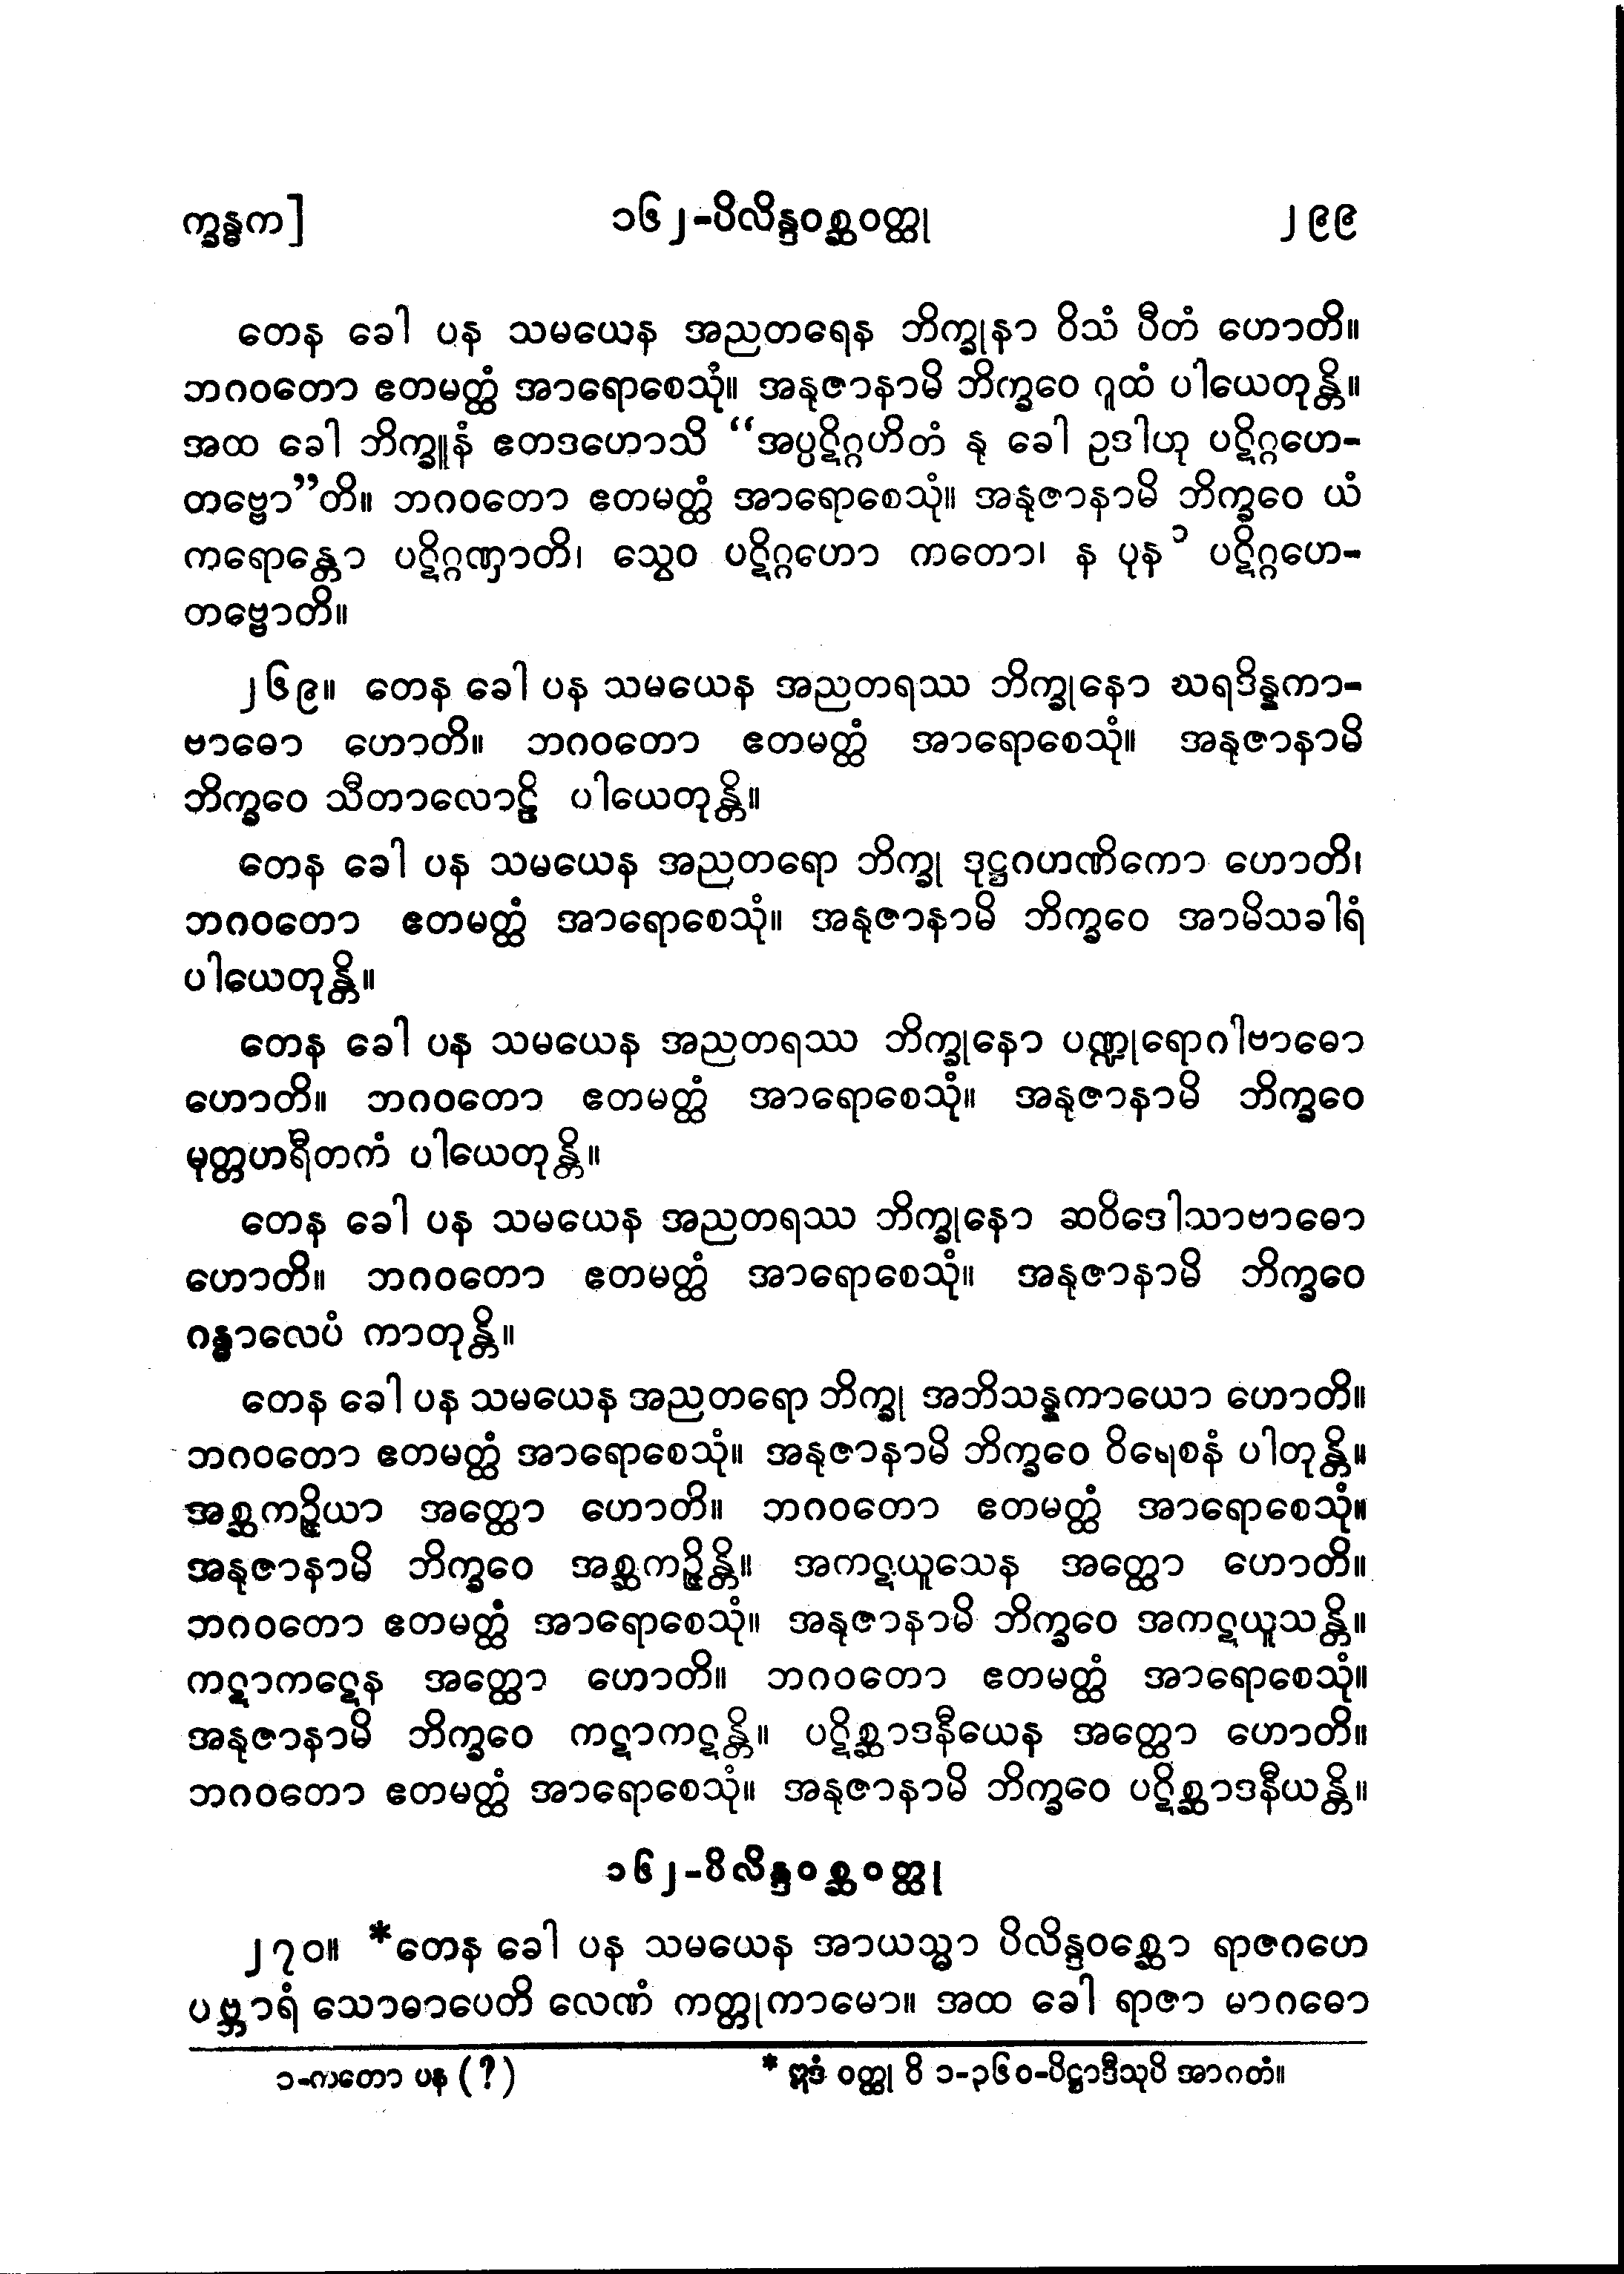 က္ခန္ဓက]
၁၆၂-ပိလိန္ဒဝစ္ဆဝတ္ထု
၂၉၉
တေန ခေါ ပန သမယေန အညတရေန ဘိက္ခုနာ ဝိသံ ပီတံ ဟောတိ။
ဘဂဝတော ဧတမတ္ထံ အာရောစေသုံ။ အနုဇာနာမိ ဘိက္ခဝေ ဂူထံ ပါယေတုန္တိ။
အထ ခေါ ဘိက္ခူနံ ဧတဒဟောသိ “အပ္ပဋိဂ္ဂဟိတံ နု ခေါ ဥဒါဟု ပဋိဂ္ဂဟေ-
တဗ္ဗော”တိ။ ဘဂဝတော ဧတမတ္ထံ အာရောစေသုံ။ အနုဇာနာမိ ဘိက္ခဝေ ယံ
ကရောန္တော ပဋိဂ္ဂဏှာတိ၊ သွေဝ ပဋိဂ္ဂဟော ကတော၊ န ပုန ၁ ပဋိဂ္ဂဟေ-
တဗ္ဗောတိ။
၂၆၉။ တေန ခေါ ပန သမယေန အညတရဿ ဘိက္ခုနော ဃရဒိန္နကာ-
ဗာဓော ဟောတိ။ ဘဂဝတော ဧတမတ္ထံ အာရောစေသုံ။ အနုဇာနာမိ
ဘိက္ခဝေ သီတာလောဠိံ ပါယေတုန္တိ။
တေန ခေါ ပန သမယေန အညတရော ဘိက္ခု ဒုဋ္ဌဂဟဏိကော ဟောတိ၊
ဘဂဝတော ဧတမတ္ထံ အာရောစေသုံ။ အနုဇာနာမိ ဘိက္ခဝေ အာမိသခါရံ
ပါယေတုန္တိ။
တေန ခေါ ပန သမယေန အညတရဿ ဘိက္ခုနော ပဏ္ဍုရောဂါဗာဓော
ဟောတိ။ ဘဂဝတော ဧတမတ္ထံ အာရောစေသုံ။ အနုဇာနာမိ ဘိက္ခဝေ
မုတ္တဟရီတကံ ပါယေတုန္တိ။
တေန ခေါ ပန သမယေန အညတရဿ ဘိက္ခုနော ဆဝိဒေါသာဗာဓော
ဟောတိ။ ဘဂဝတော ဧတမတ္ထံ အာရောစေသုံ။ အနုဇာနာမိ ဘိက္ခဝေ
ဂန္ဓာလေပံ ကာတုန္တိ။
တေန ခေါ ပန သမယေန အညတရော ဘိက္ခု အဘိသန္နကာယော ဟောတိ။
ဘဂဝတော ဧတမတ္ထံ အာရောစေသုံ။ အနုဇာနာမိ ဘိက္ခဝေ ဝိရေစနံ ပါတုန္တိ။
အစ္ဆကဉ္ဇိယာ အတ္ထော ဟောတိ။ ဘဂဝတော ဧတမတ္ထံ အာရောစေသုံ။
အနုဇာနာမိ ဘိက္ခဝေ အစ္ဆကဉ္ဇိန္တိ။ အကဋယူသေန အတ္ထော ဟောတိ။
ဘဂဝတော ဧတမတ္ထံ အာရောစေသုံ။ အနုဇာနာမိ ဘိက္ခဝေ အကဋယူသန္တိ။
ကဋာကဋေန အတ္ထော ဟောတိ။ ဘဂဝတော ဧတမတ္ထံ အာရောစေသုံ။
အနုဇာနာမိ ဘိက္ခဝေ ကဋာကဋန္တိ။ ပဋိစ္ဆာဒနီယေန အတ္ထော ဟောတိ။
ဘဂဝတော ဧတမတ္ထံ အာရောစေသုံ။ အနုဇာနာမိ ဘိက္ခဝေ ပဋိစ္ဆာဒနီယန္တိ။
၁၆၂-ပိလိန္ဒဝစ္ဆဝတ္ထု
၂၇၀။ *တေန ခေါ ပန သမယေန အာယသ္မာ ပိလိန္ဒဝစ္ဆော ရာဇဂဟေ
ပဗ္ဘာရံ သောဓာပေတိ လေဏံ ကတ္တုကာမော။ အထ ခေါ ရာဇာ မာဂဓော
၁-ကတော ပန (?)
* ဣဒံ ဝတ္ထု ဝိ ၁-၃၆၀-ပိဋ္ဌာဒီသုပိ အာဂတံ။